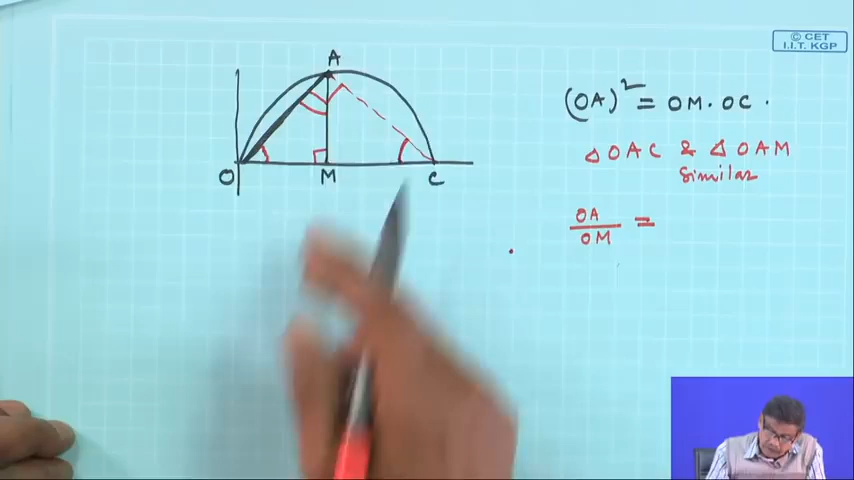 © CET
I.I.T. KGP
A
O
M
C
(OA)² = OM · OC.
△ OAC & △ OAM
Similar
OA
OM =